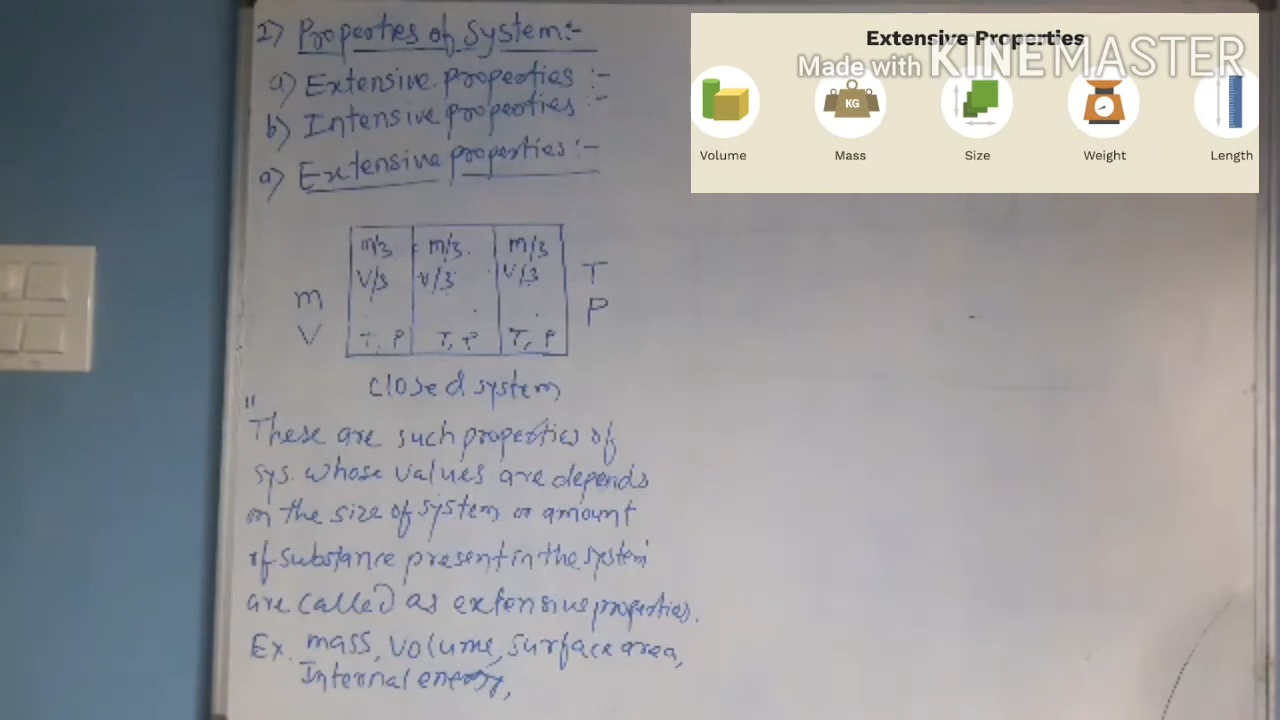 I) Properties of System:-
a) Extensive properties :-
b) Intensive properties :-
a) Extensive properties :-
m/3 m/3 m/3
V/3 V/3 V/3
m T
V P
T, P T, P T, P
closed system
"These are such properties of
sys. whose values are depends
on the size of system or amount
of substance present in the system
are called as extensive properties.
Ex. mass, volume, surface area,
Internal energy,
Extensive Properties
Made with KINEMASTER
KG
Volume Mass Size Weight Length